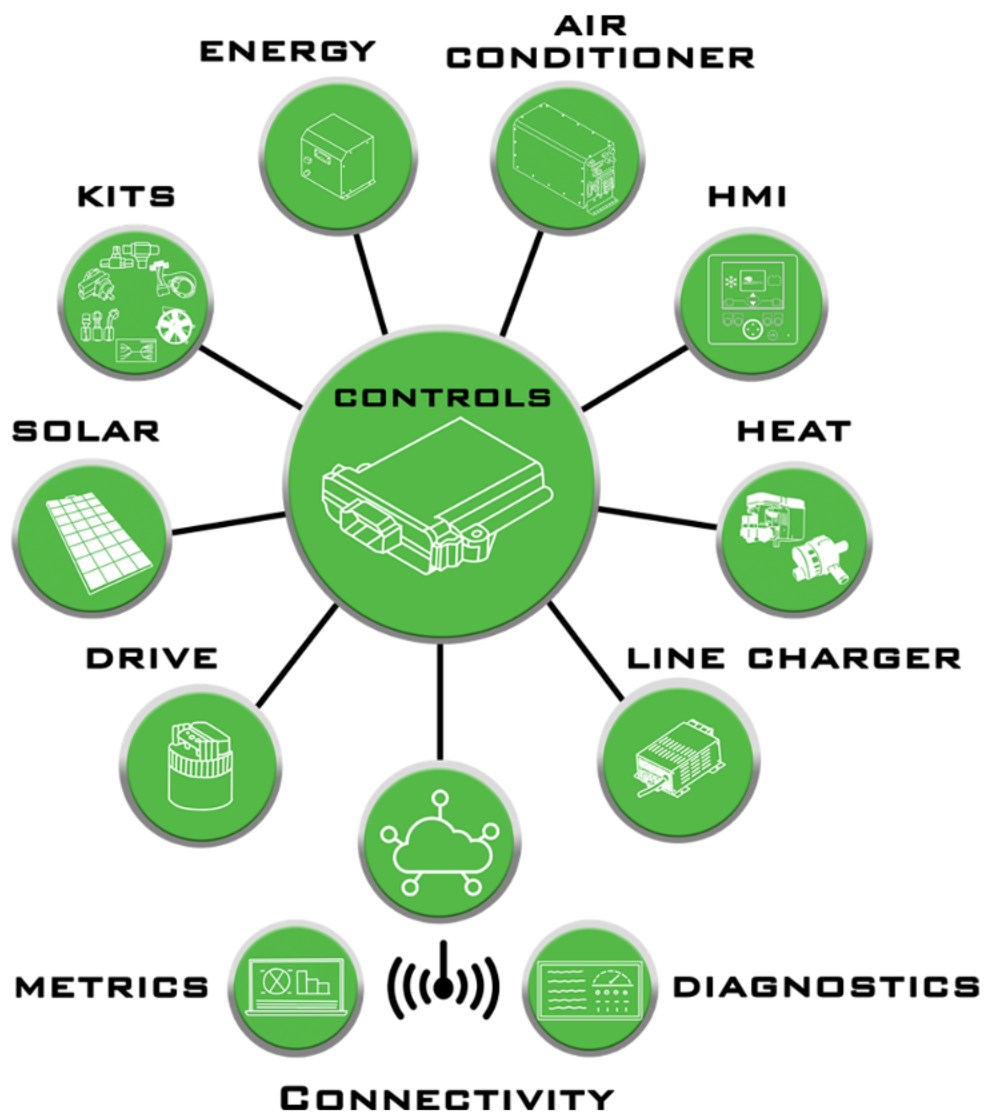 AIR
CONDITIONER
ENERGY
KITS
HMI
CONTROLS
SOLAR
HEAT
DRIVE
LINE CHARGER
METRICS
DIAGNOSTICS
CONNECTIVITY